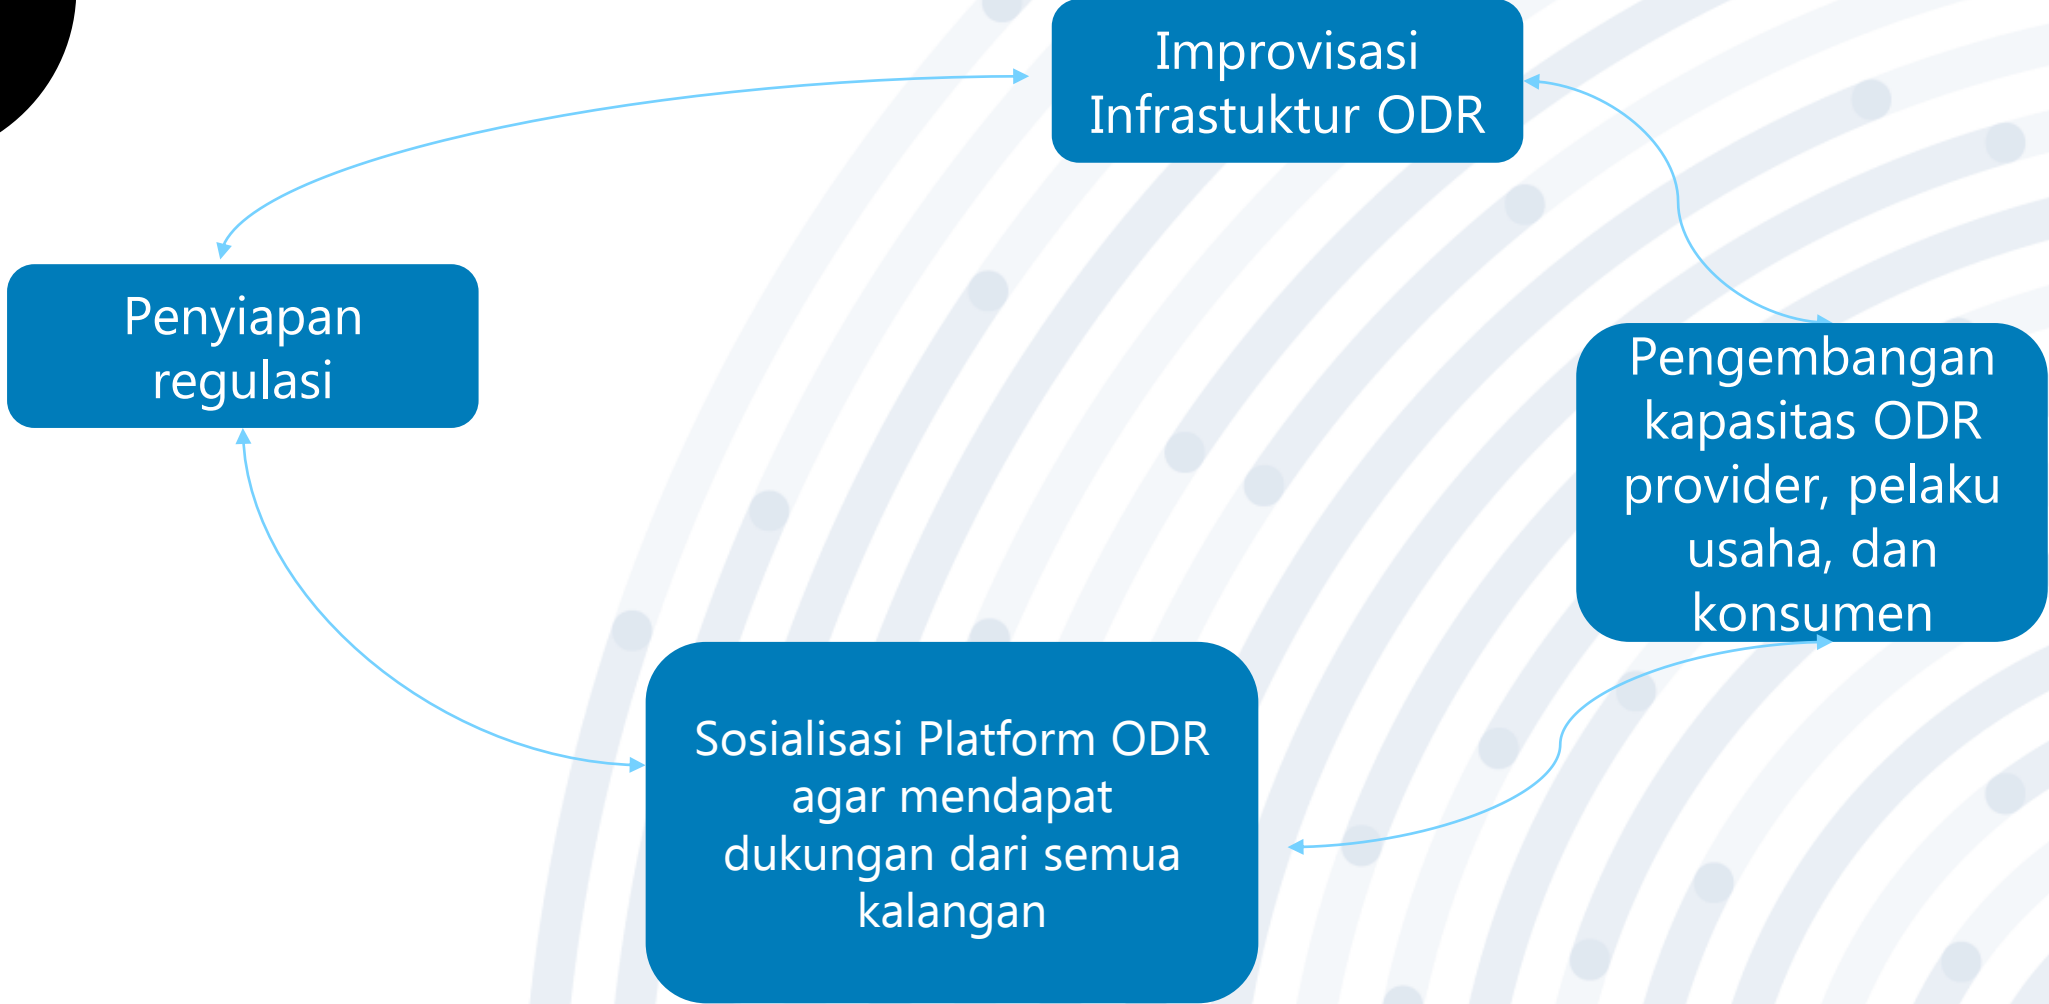 Improvisasi
Infrastuktur ODR
Penyiapan
regulasi
Pengembangan
kapasitas ODR
provider, pelaku
usaha, dan
konsumen
Sosialisasi Platform ODR
agar mendapat
dukungan dari semua
kalangan